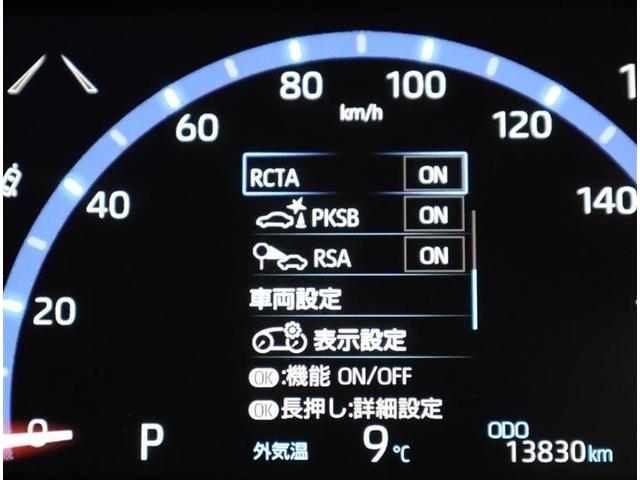 80
100
km/h
60
120
40
140
20
0
RCTA ON
PKSB ON
RSA ON
車両設定
表示設定
OK:機能 ON/OFF
OK長押し:詳細設定
P
外気温 9℃
ODO
13830km